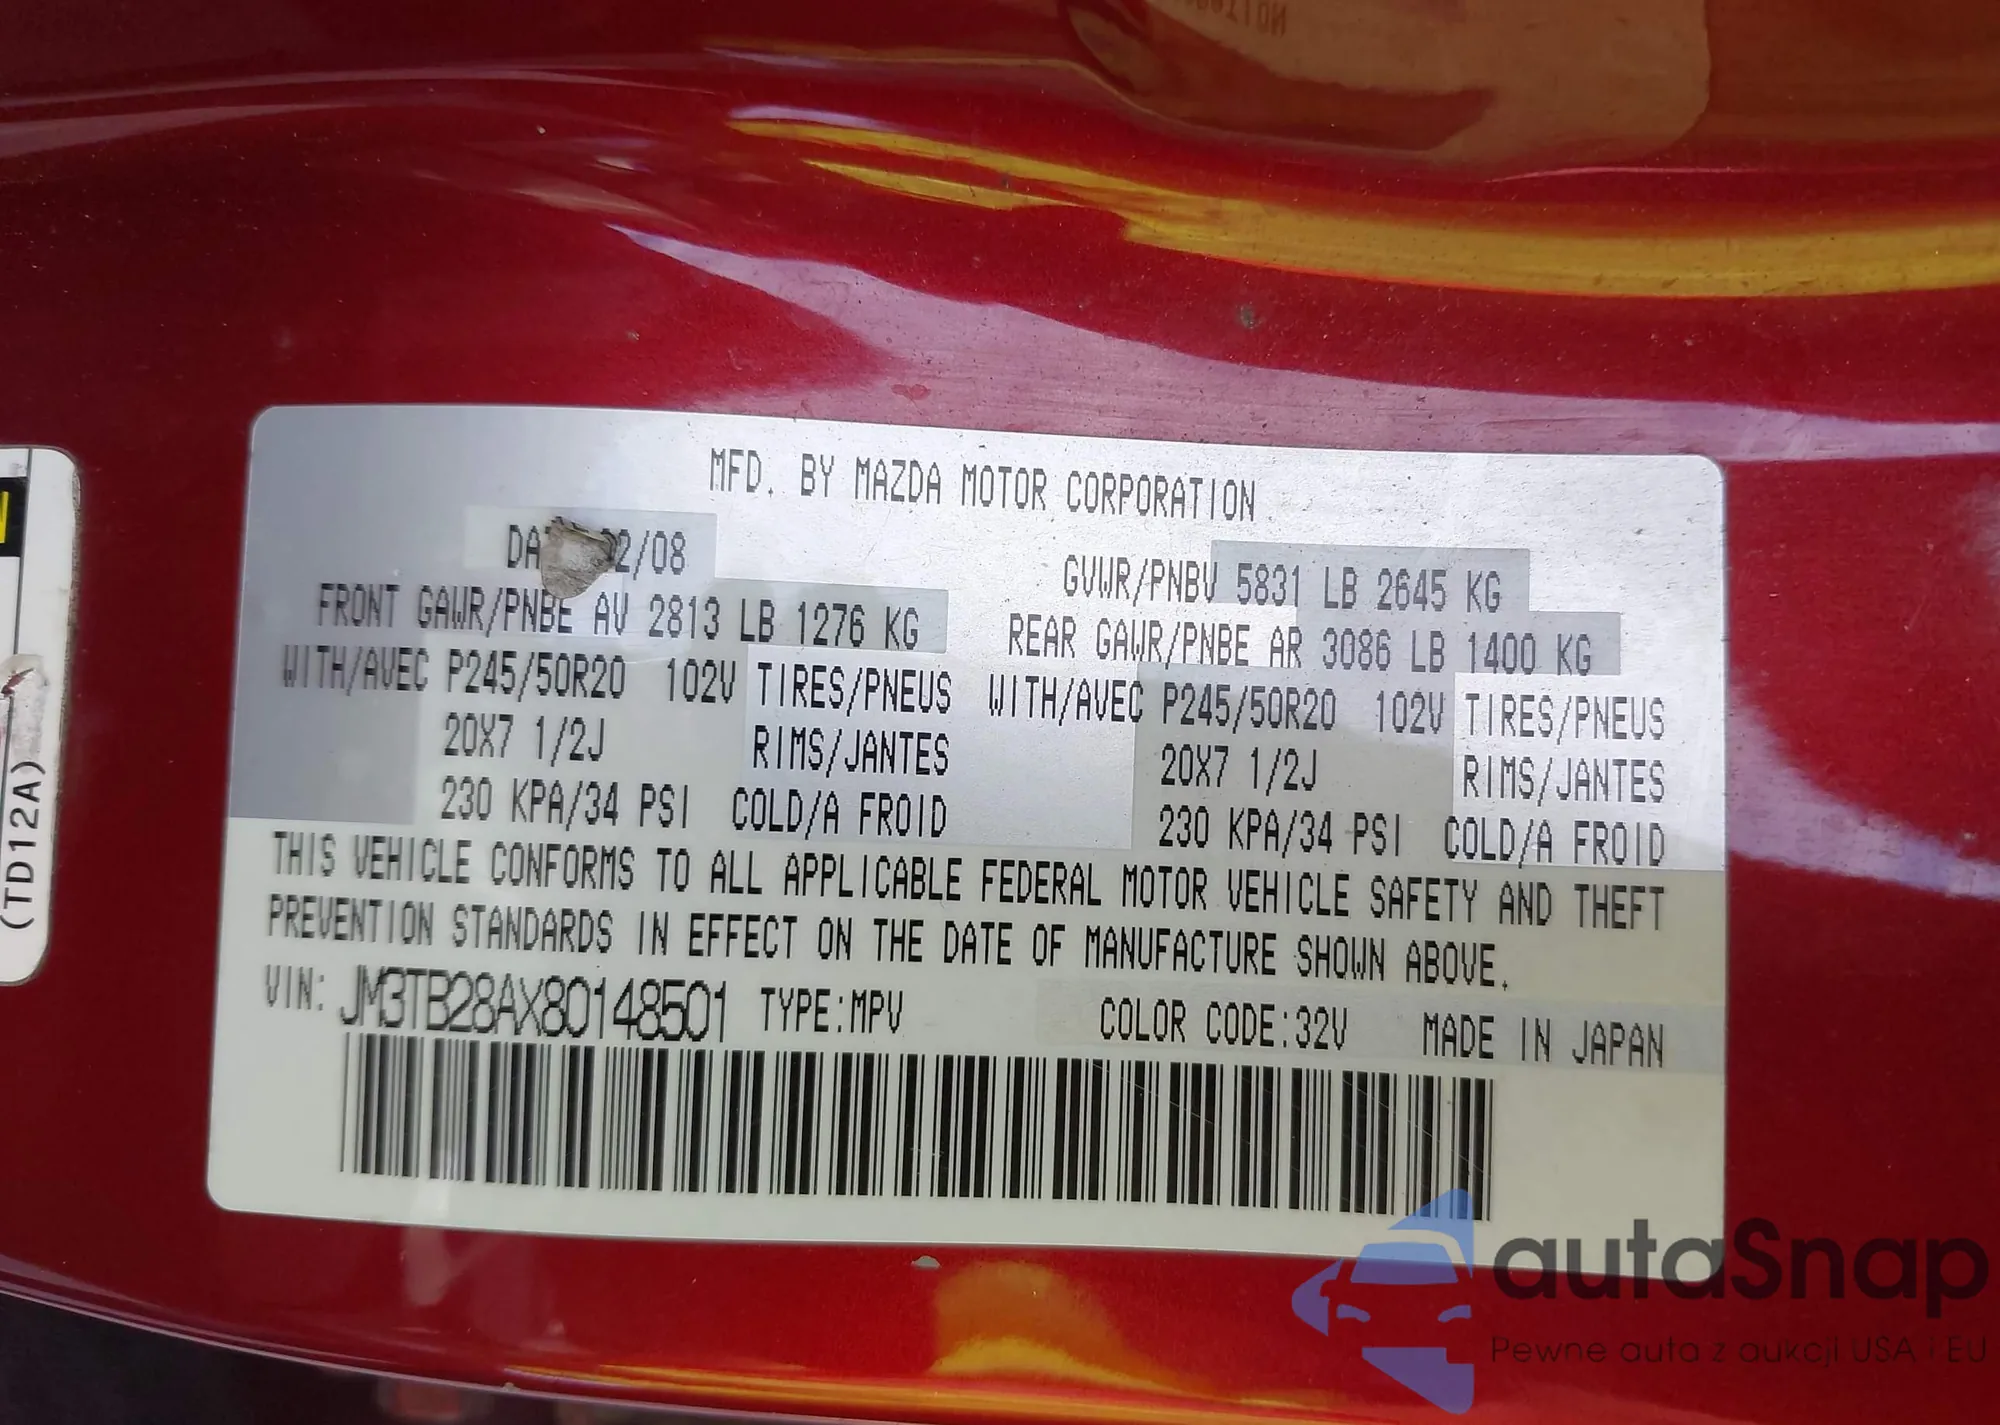 MFD. BY MAZDA MOTOR CORPORATION
2/08
GVWR/PNBV 5831 LB 2645 KG
FRONT GAWR/PNBE AV 2813 LB 1276 KG
REAR GAWR/PNBE AR 3086 LB 1400 KG
WITH/AVEC P245/50R20 102V TIRES/PNEUS
WITH/AVEC P245/50R20 102V TIRES/PNEUS
20X7 1/2J RIMS/JANTES
20X7 1/2J RIMS/JANTES
230 KPA/34 PSI COLD/A FROID
230 KPA/34 PSI COLD/A FROID
THIS VEHICLE CONFORMS TO ALL APPLICABLE FEDERAL MOTOR VEHICLE SAFETY AND THEFT
PREVENTION STANDARDS IN EFFECT ON THE DATE OF MANUFACTURE SHOWN ABOVE.
VIN: JM3TB28AX80148501 TYPE:MPV COLOR CODE:32V MADE IN JAPAN
(TD12A)
autaSnap
Pewne auta z aukcji USA i EU